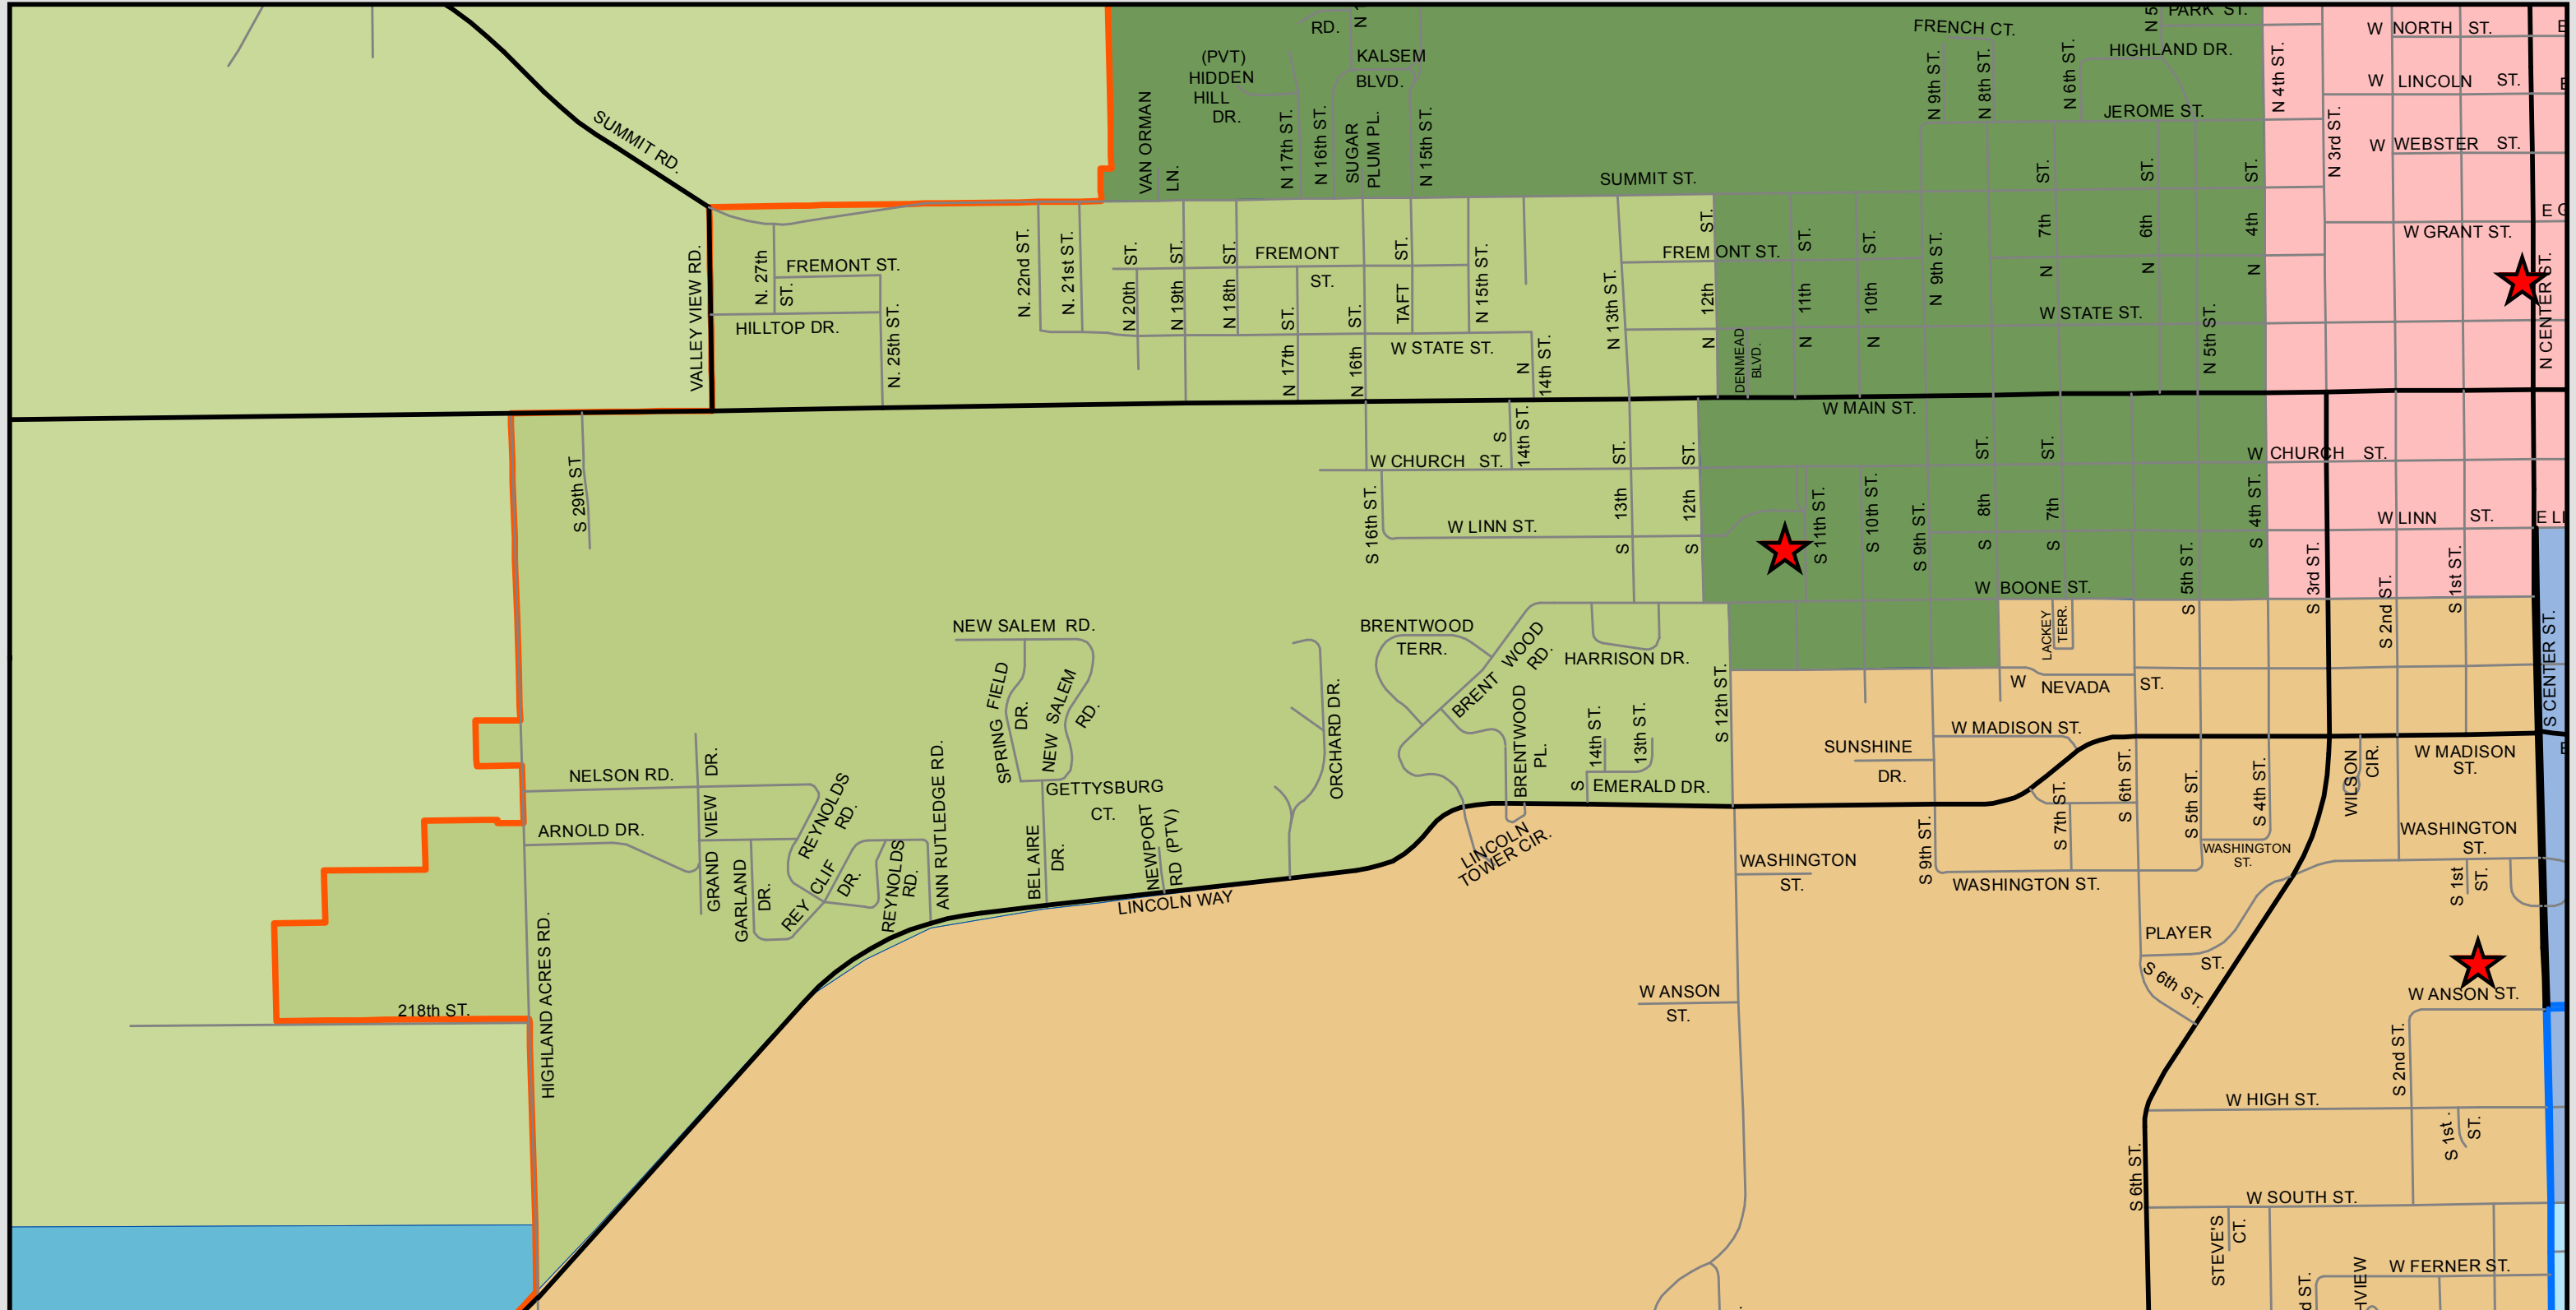 RD.
N
FRENCH CT.
N 5
PARK ST.
W NORTH ST.
E
(PVT)
HIDDEN
HILL
DR.
KALSEM
BLVD.
HIGHLAND DR.
W LINCOLN ST.
E
SUMMIT RD.
VAN ORMAN
LN.
N 17th ST.
N 16th ST.
SUGAR
PLUM PL.
N 15th ST.
N 9th ST.
N 8th ST.
N 6th ST.
JEROME ST.
N 4th ST.
N 3rd ST.
W WEBSTER ST.
SUMMIT ST.
E G
W GRANT ST.
VALLEY VIEW RD.
N. 27th
ST.
FREMONT ST.
HILLTOP DR.
N. 25th ST.
N. 22nd ST.
N. 21st ST.
N 20th ST.
N 19th ST.
N 18th ST.
FREMONT
ST.
N 17th ST.
N 16th ST.
TAFT ST.
N 15th ST.
W STATE ST.
N
14th ST.
N 13th ST.
N 12th ST.
FREMONT ST.
DENMEAD
BLVD.
N 11th ST.
N 10th ST.
N 9th ST.
N 7th ST.
N 6th ST.
N 4th ST.
W STATE ST.
N 5th ST.
N CENTER ST.
W MAIN ST.
S 29th ST
W CHURCH ST.
S
14th ST.
S 16th ST.
W LINN ST.
S 13th ST.
S 12th ST.
S 11th ST.
S 10th ST.
S 9th ST.
S 8th ST.
S 7th ST.
S 5th ST.
S 4th ST.
W CHURCH ST.
W LINN ST.
E LI
W BOONE ST.
S 3rd ST.
S 2nd ST.
S 1st ST.
NEW SALEM RD.
SPRING FIELD
DR.
NEW SALEM
RD.
ORCHARD DR.
BRENTWOOD
TERR.
BRENT WOOD
RD.
HARRISON DR.
BRENTWOOD
PL.
S 14th ST.
13th ST.
EMERALD DR.
S 12th ST.
LACKEY
TERR.
W NEVADA ST.
W MADISON ST.
SUNSHINE
DR.
S CENTER ST.
NELSON RD.
ARNOLD DR.
GRAND VIEW DR.
GARLAND
DR.
REYNOLDS
RD.
REY CLIF
DR.
REYNOLDS
RD.
ANN RUTLEDGE RD.
GETTYSBURG
CT.
BEL AIRE
DR.
NEWPORT
RD (PTV)
LINCOLN WAY
LINCOLN
TOWER CIR.
WASHINGTON
ST.
S 9th ST.
WASHINGTON ST.
S 7th ST.
6th ST.
S 5th ST.
S 4th ST.
WASHINGTON
ST.
WILSON
CIR.
W MADISON
ST.
E
WASHINGTON
ST.
S 1st
ST.
PLAYER
ST.
S 6th ST.
HIGHLAND ACRES RD.
218th ST.
W ANSON
ST.
W ANSON ST.
S 2nd ST.
W HIGH ST.
S 1st
ST.
S 6th ST.
W SOUTH ST.
STEVE'S
CT.
W FERNER ST.
d ST.
HVIEW